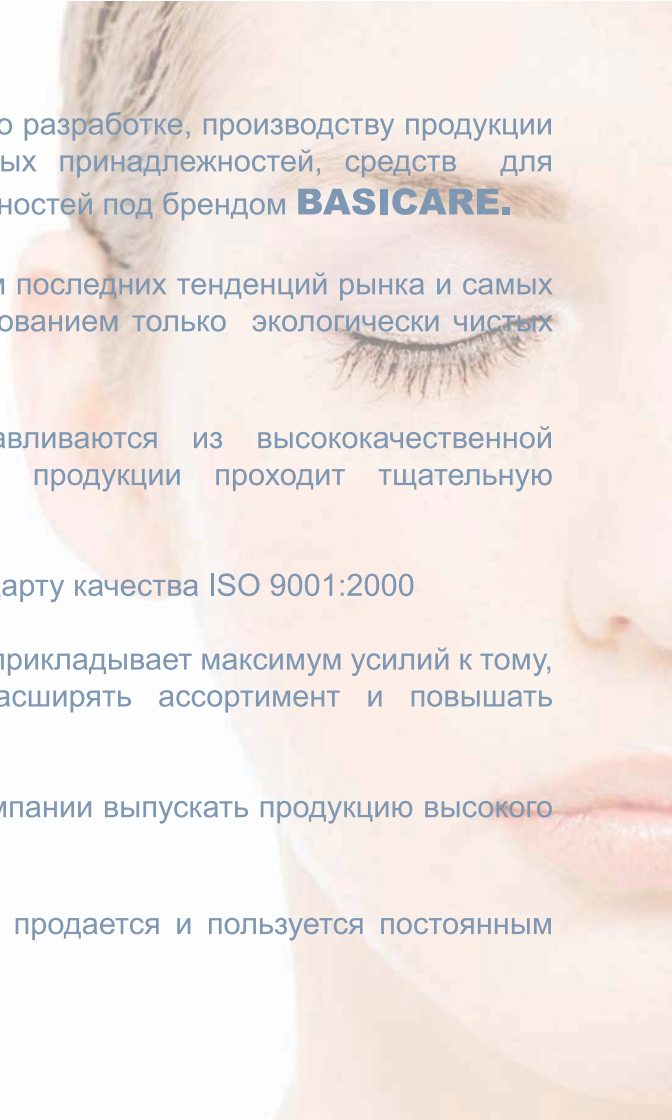 о разработке, производству продукции
ых принадлежностей, средств для
ностей под брендом BASICARE.
последних тенденций рынка и самых
ованием только экологически чистых
авливаются из высококачественной
продукции проходит тщательную
дарту качества ISO 9001:2000
прикладывает максимум усилий к тому,
асширять ассортимент и повышать
мпании выпускать продукцию высокого
продается и пользуется постоянным